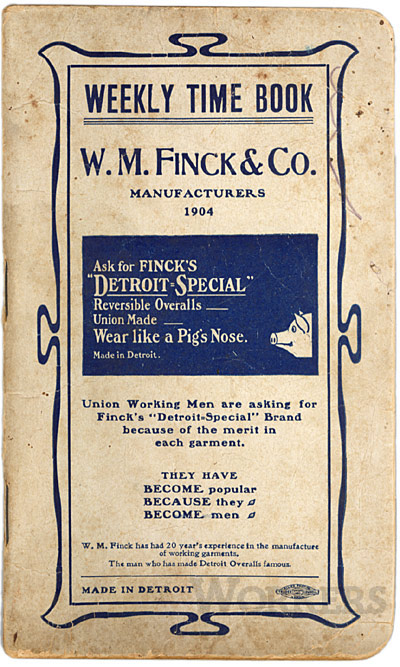 WEEKLY TIME BOOK
W. M. FINCK & CO.
MANUFACTURERS
1904
Ask for FINCK'S
"DETROIT=SPECIAL"
Reversible Overalls
Union Made
Wear like a Pig's Nose.
Made in Detroit.
Union Working Men are asking for
Finck's "Detroit=Special" Brand
because of the merit in
each garment.
THEY HAVE
BECOME popular
BECAUSE they
BECOME men
W. M. Finck has had 20 year's experience in the manufacture
of working garments.
The man who has made Detroit Overalls famous.
MADE IN DETROIT
WORKERS